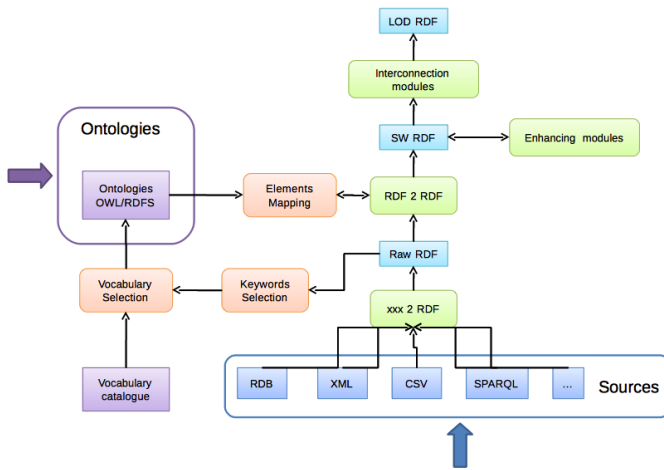 LOD RDF
Interconnection
modules
Ontologies
SW RDF
Enhancing modules
Ontologies
OWL/RDFS
Elements
Mapping
RDF 2 RDF
Raw RDF
Vocabulary
Selection
Keywords
Selection
xxx 2 RDF
Vocabulary
catalogue
RDB
XML
CSV
SPARQL
...
Sources